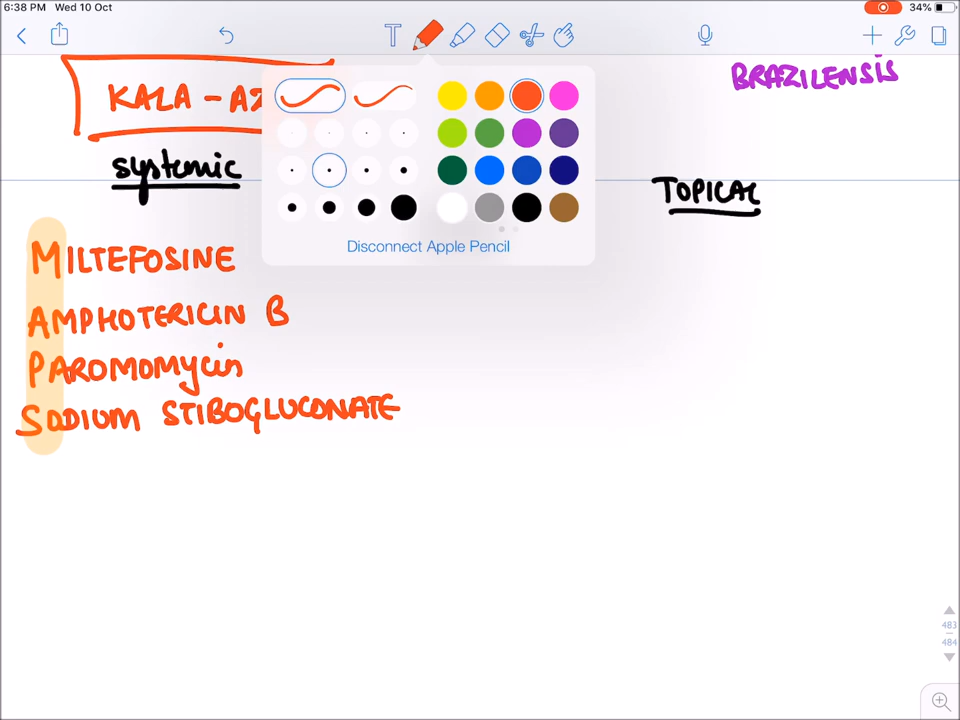 6:38 PM Wed 10 Oct
34%
T
BRAZILENSIS
KALA-AZ
systemic
TOPICAL
Disconnect Apple Pencil
MILTEFOSINE
AMPHOTERICIN B
PAROMOMYCIN
SODIUM STIBOGLUCONATE
483
484